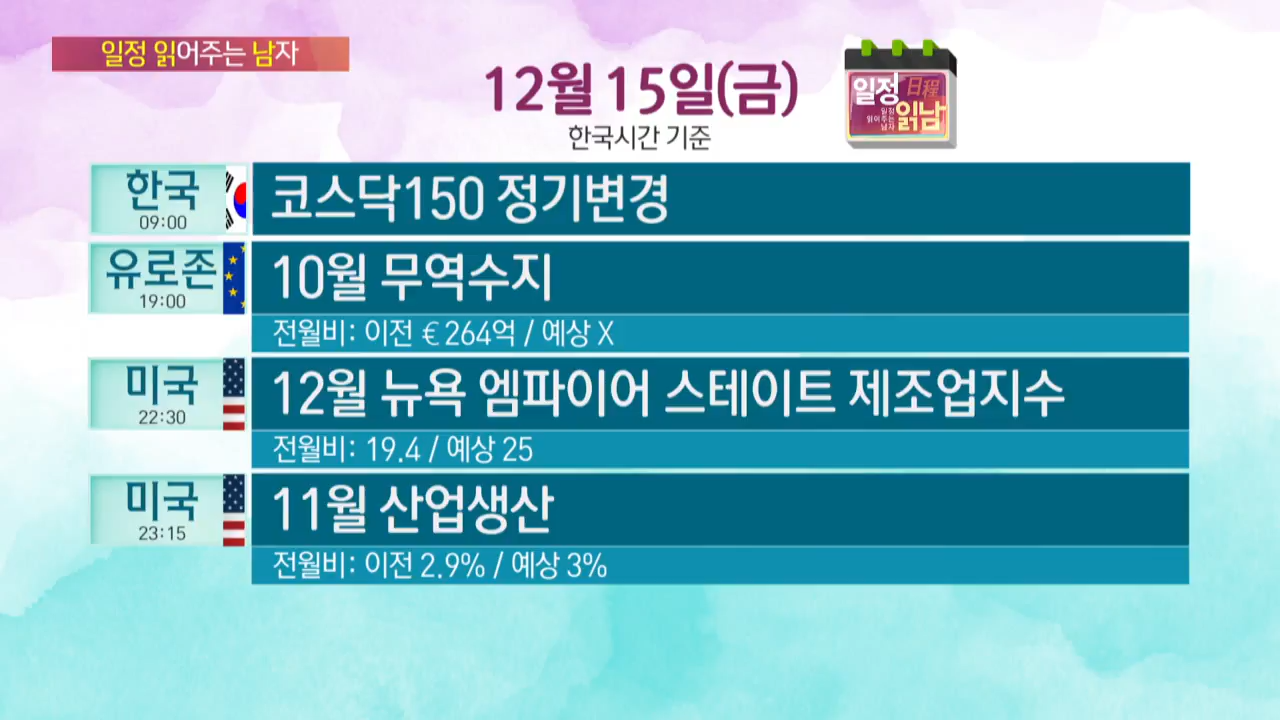 일정 읽어주는 남자
12월 15일(금)
한국시간 기준
일정 日程
일정
읽어주는
남자
읽남
한국
09:00
코스닥150 정기변경
유로존
19:00
10월 무역수지
전월비: 이전 €264억 / 예상 X
미국
22:30
12월 뉴욕 엠파이어 스테이트 제조업지수
전월비: 19.4 / 예상 25
미국
23:15
11월 산업생산
전월비: 이전 2.9% / 예상 3%